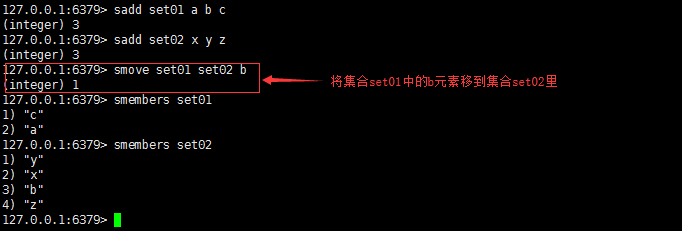 127.0.0.1:6379> sadd set01 a b c
(integer) 3
127.0.0.1:6379> sadd set02 x y z
(integer) 3
127.0.0.1:6379> smove set01 set02 b
(integer) 1
将集合set01中的b元素移到集合set02里
127.0.0.1:6379> smembers set01
1) "c"
2) "a"
127.0.0.1:6379> smembers set02
1) "y"
2) "x"
3) "b"
4) "z"
127.0.0.1:6379>